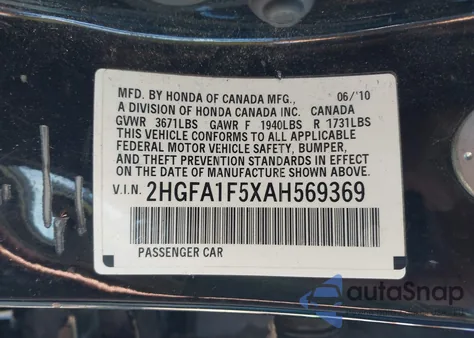 MFD. BY HONDA OF CANADA MFG., 06/'10
A DIVISION OF HONDA CANADA INC. CANADA
GVWR 3671LBS GAWR F 1940LBS R 1731LBS
THIS VEHICLE CONFORMS TO ALL APPLICABLE
FEDERAL MOTOR VEHICLE SAFETY, BUMPER,
AND THEFT PREVENTION STANDARDS IN EFFECT
ON THE DATE OF MANUFACTURE SHOWN ABOVE.
V.I.N. 2HGFA1F5XAH569369
PASSENGER CAR
autoSnap